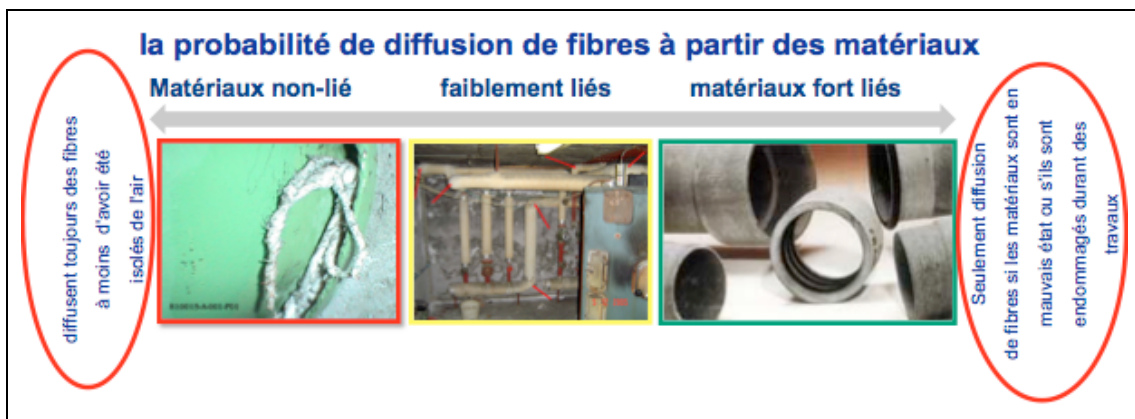 la probabilité de diffusion de fibres à partir des matériaux
Matériaux non-lié
faiblement liés
matériaux fort liés
diffusent toujours des fibres
à moins d'avoir été
isolés de l'air
Seulement diffusion
de fibres si les matériaux sont en
mauvais état ou s'ils sont
endommagés durant des
travaux